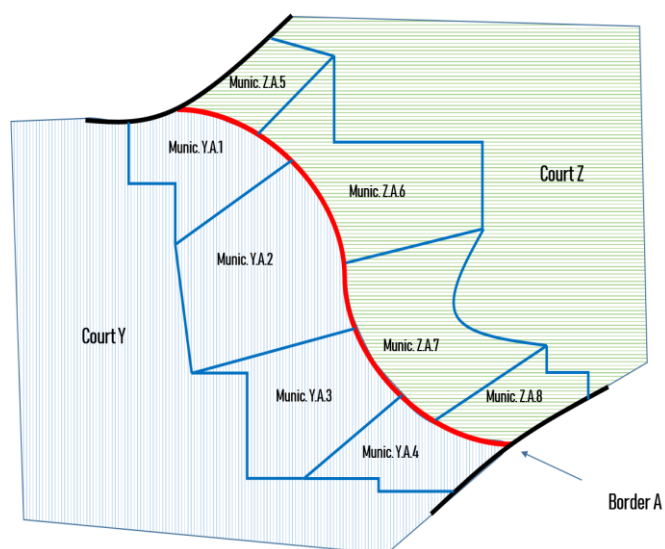 Munic. Z.A.5
Munic. Y.A.1
Court Z
Munic. Z.A.6
Munic. Y.A.2
Court Y
Munic. Z.A.7
Munic. Y.A.3
Munic. Z.A.8
Munic. Y.A.4
Border A